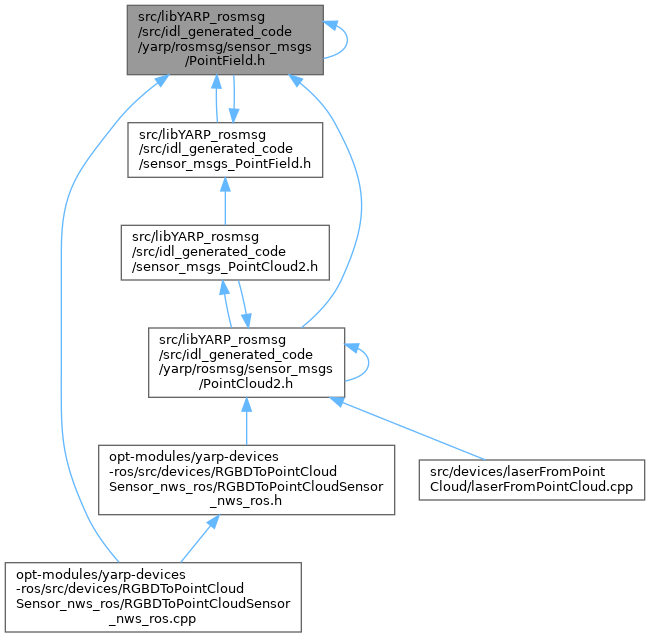 src/libYARP_rosmsg
/src/idl_generated_code
/yarp/rosmsg/sensor_msgs
/PointField.h
src/libYARP_rosmsg
/src/idl_generated_code
/sensor_msgs_PointField.h
src/libYARP_rosmsg
/src/idl_generated_code
/sensor_msgs_PointCloud2.h
src/libYARP_rosmsg
/src/idl_generated_code
/yarp/rosmsg/sensor_msgs
/PointCloud2.h
opt-modules/yarp-devices
-ros/src/devices/RGBDToPointCloud
Sensor_nws_ros/RGBDToPointCloudSensor
_nws_ros.h
src/devices/laserFromPoint
Cloud/laserFromPointCloud.cpp
opt-modules/yarp-devices
-ros/src/devices/RGBDToPointCloud
Sensor_nws_ros/RGBDToPointCloudSensor
_nws_ros.cpp